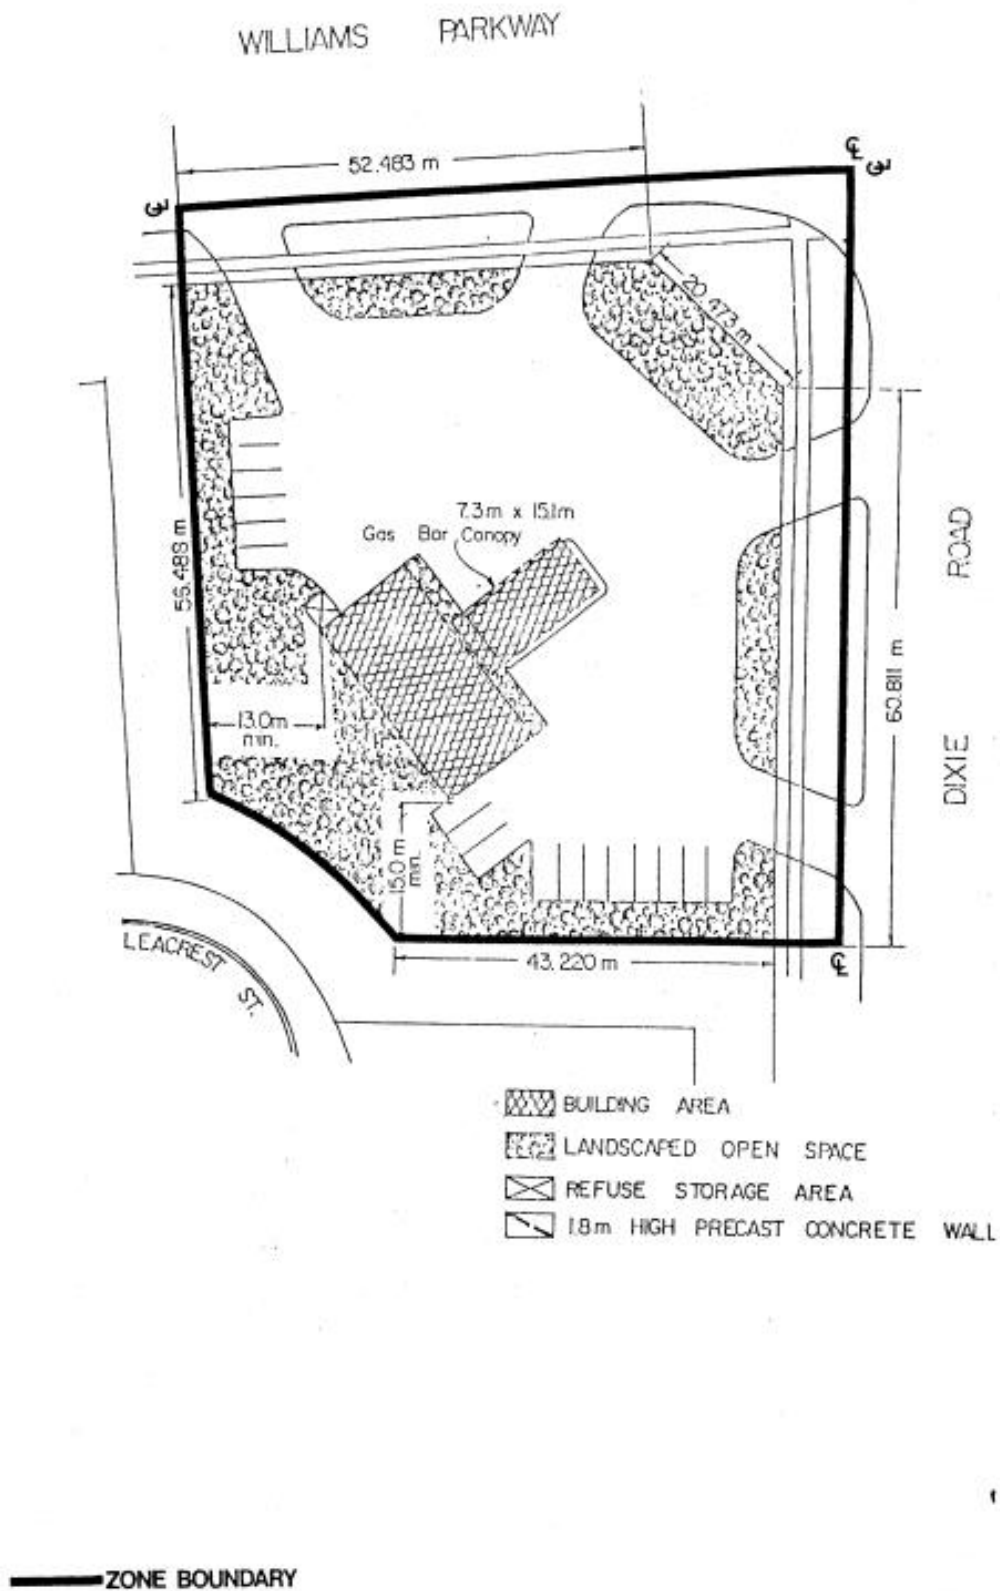 WILLIAMS PARKWAY
52.483 m
20.473 m
7.3m x 15.1m
Gas Bar Canopy
56.488 m
ROAD
DIXIE
60.811 m
13.0m
min.
15.0 m
min.
43.220 m
LEACREST ST.
BUILDING AREA
LANDSCAPED OPEN SPACE
REFUSE STORAGE AREA
1.8m HIGH PRECAST CONCRETE WALL
ZONE BOUNDARY